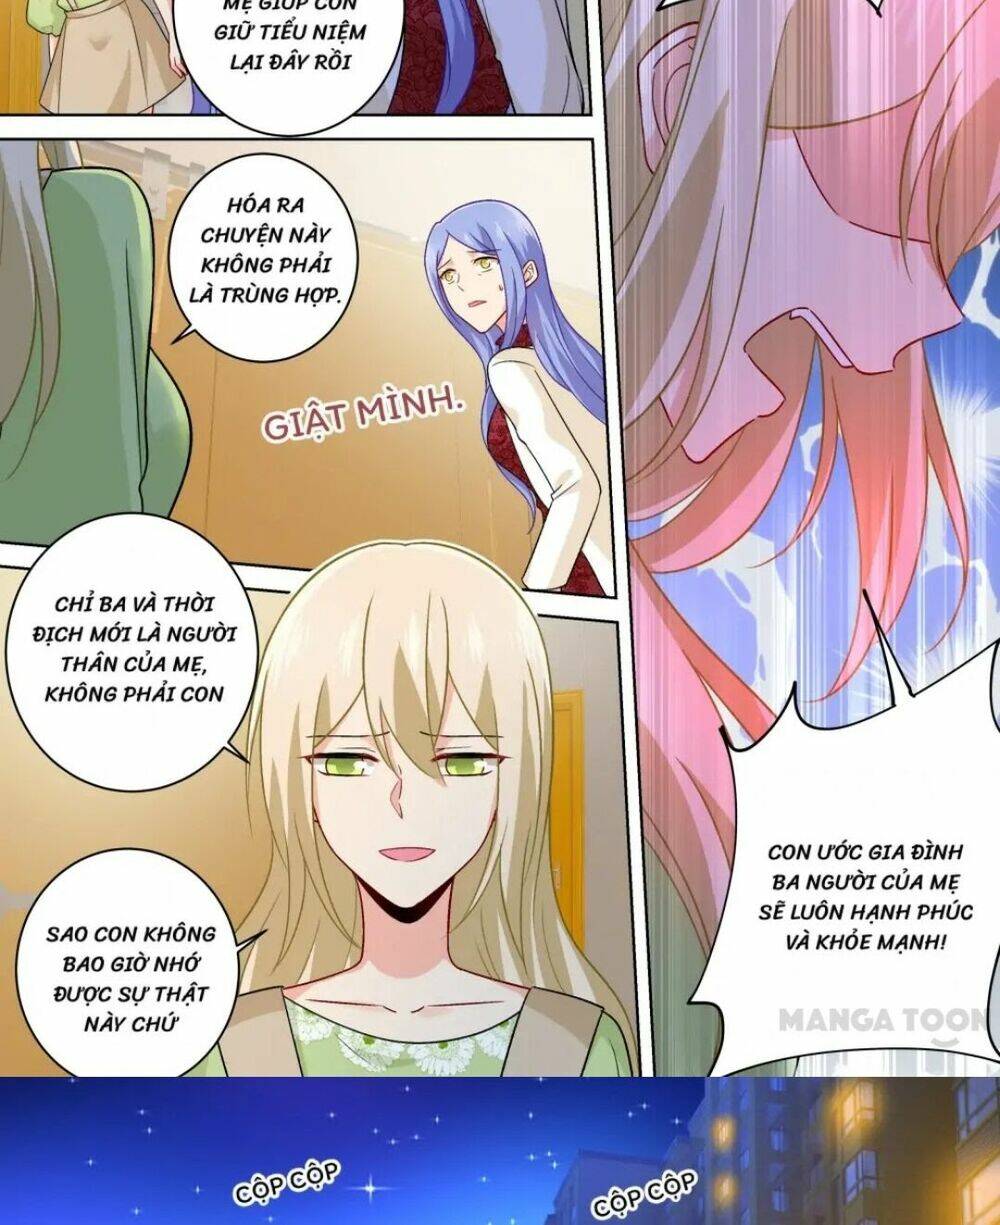 MẸ GIÚP CON
GIỮ TIỂU NIỆM
LẠI ĐÂY RỒI
HÓA RA
CHUYỆN NÀY
KHÔNG PHẢI
LÀ TRÙNG HỢP.
GIẬT MÌNH.
CHỈ BA VÀ THỜI
ĐỊCH MỚI LÀ NGƯỜI
THÂN CỦA MẸ,
KHÔNG PHẢI CON
SAO CON KHÔNG
BAO GIỜ NHỚ
ĐƯỢC SỰ THẬT
NÀY CHỨ
CON ƯỚC GIA ĐÌNH
BA NGƯỜI CỦA MẸ
SẼ LUÔN HẠNH PHÚC
VÀ KHỎE MẠNH!
MANGA TOON
CỘP CỘP
CỘP CỘP